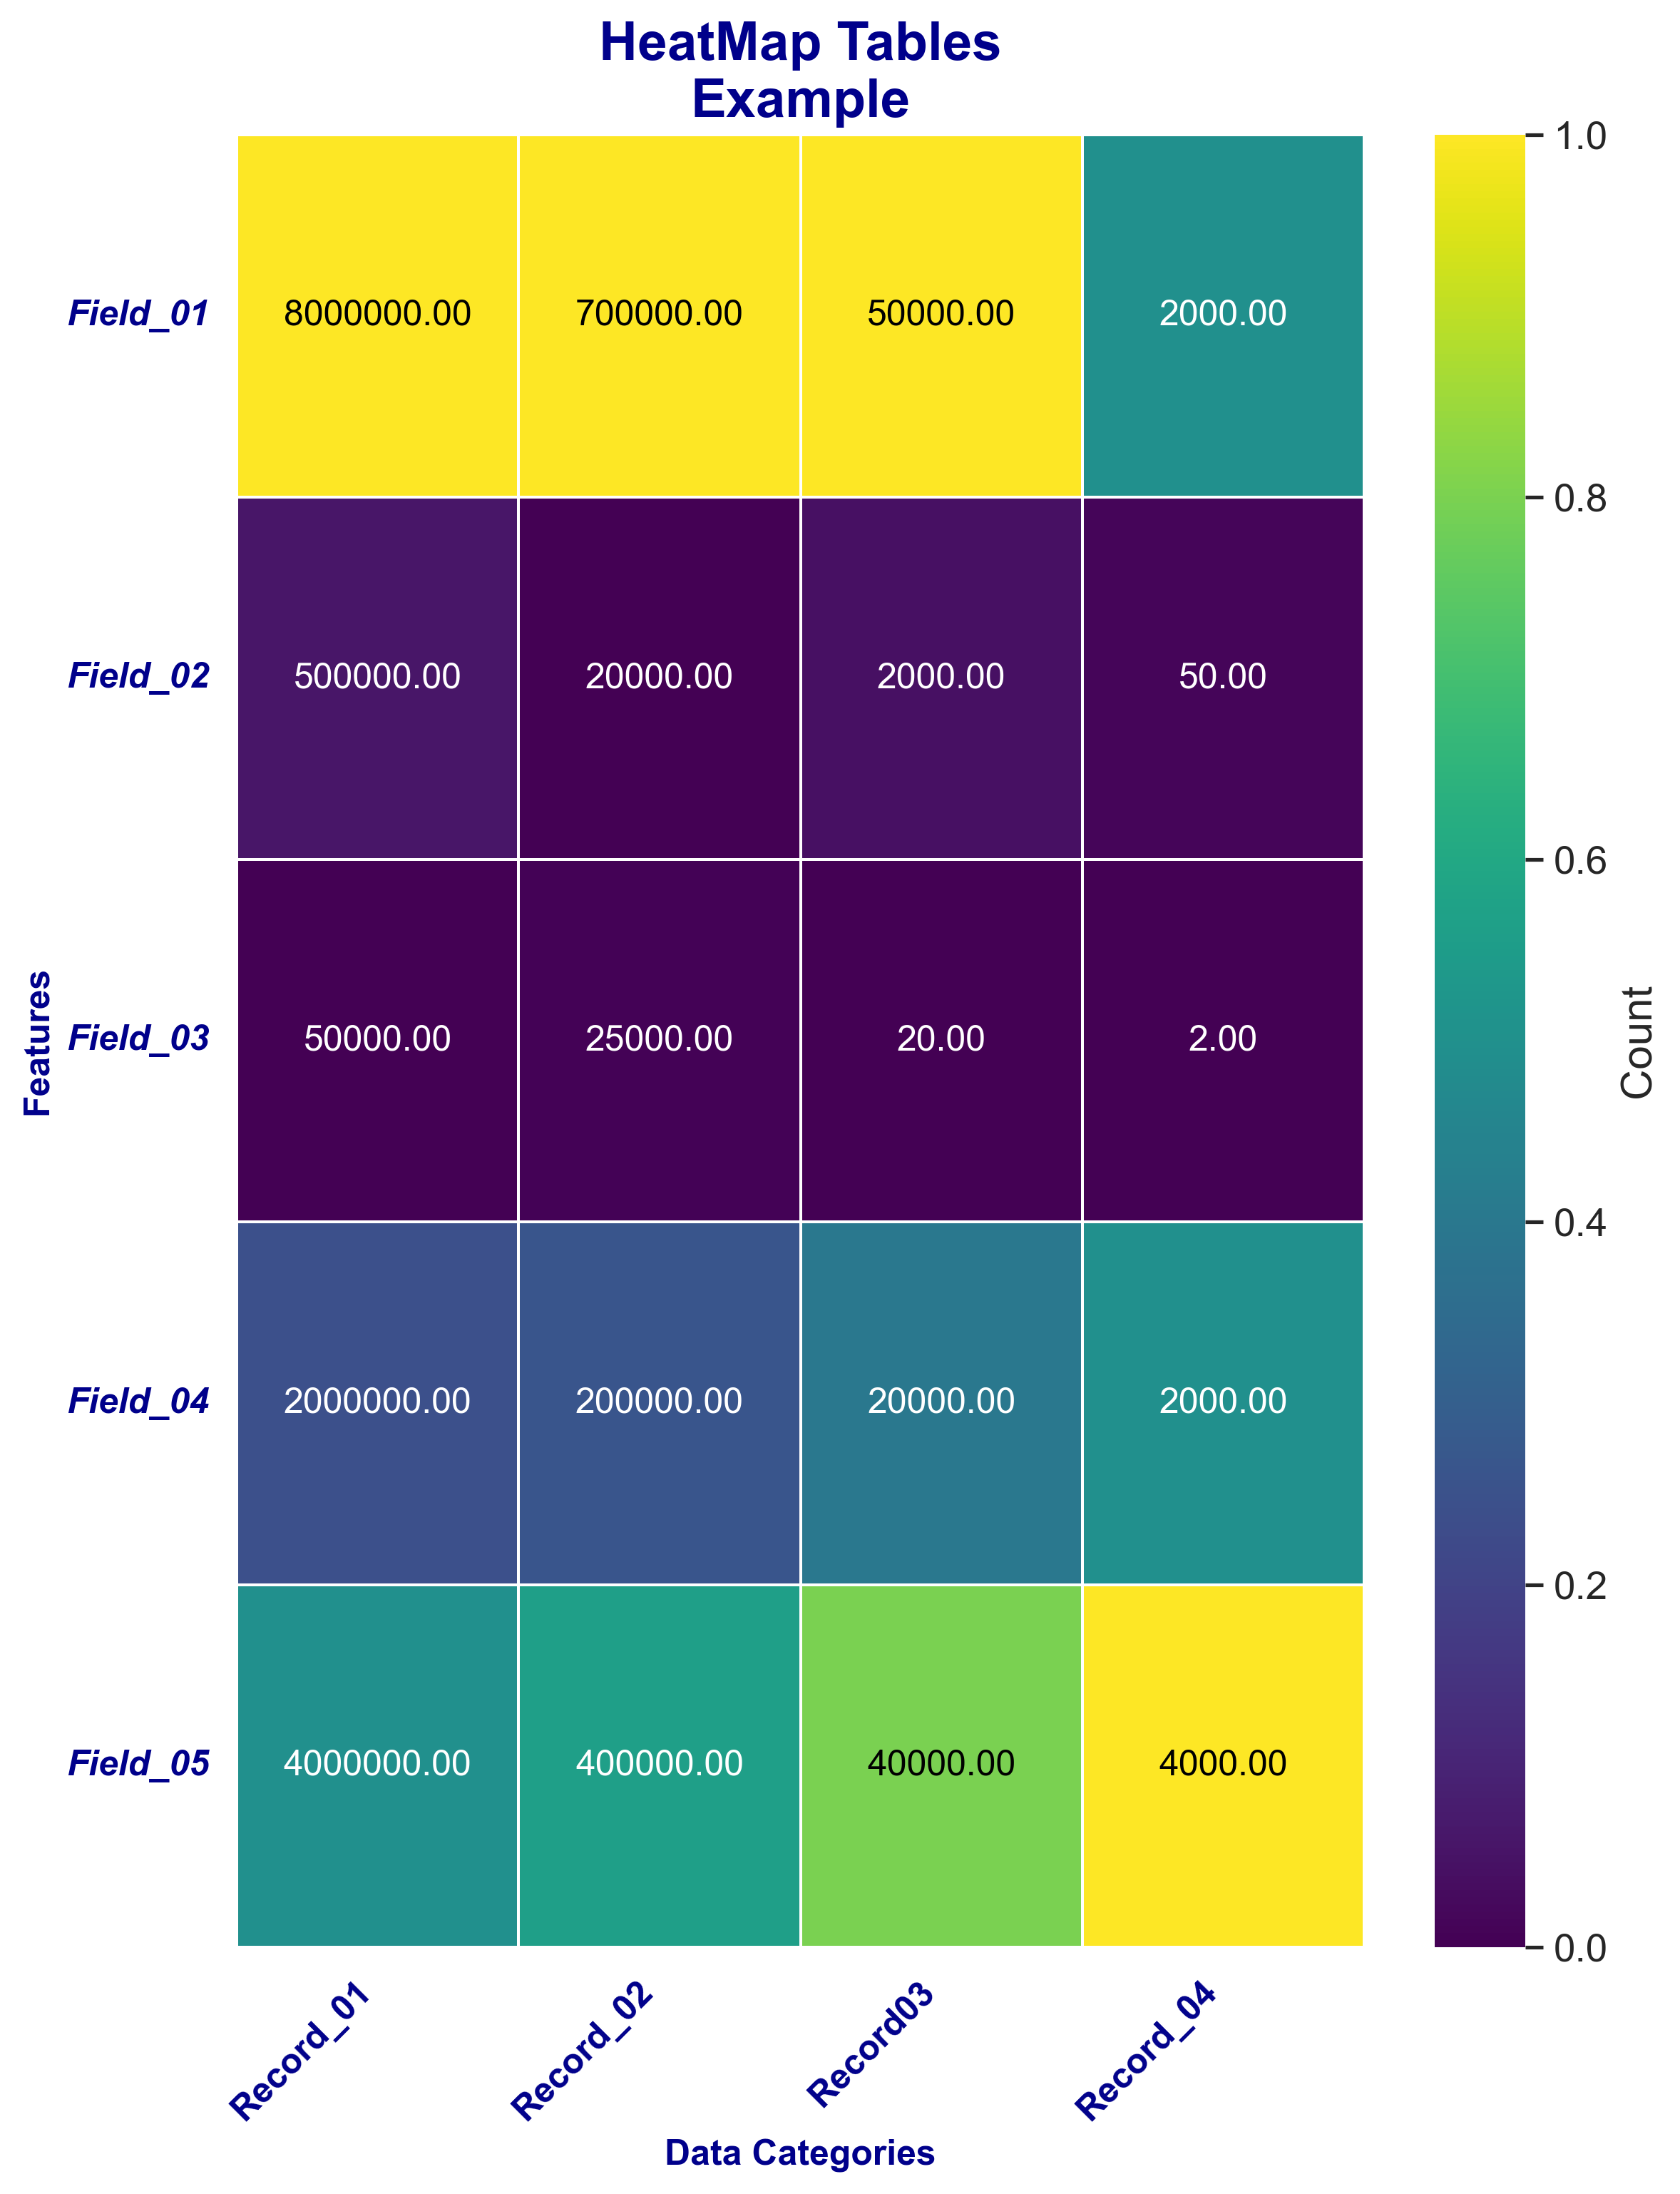 HeatMap Tables
Example
Field_01 8000000.00 700000.00 50000.00 2000.00
Field_02 500000.00 20000.00 2000.00 50.00
Field_03 50000.00 25000.00 20.00 2.00
Field_04 2000000.00 200000.00 20000.00 2000.00
Field_05 4000000.00 400000.00 40000.00 4000.00
Features
Record_01 Record_02 Record03 Record_04
Data Categories
1.0
0.8
0.6
0.4
0.2
0.0
Count